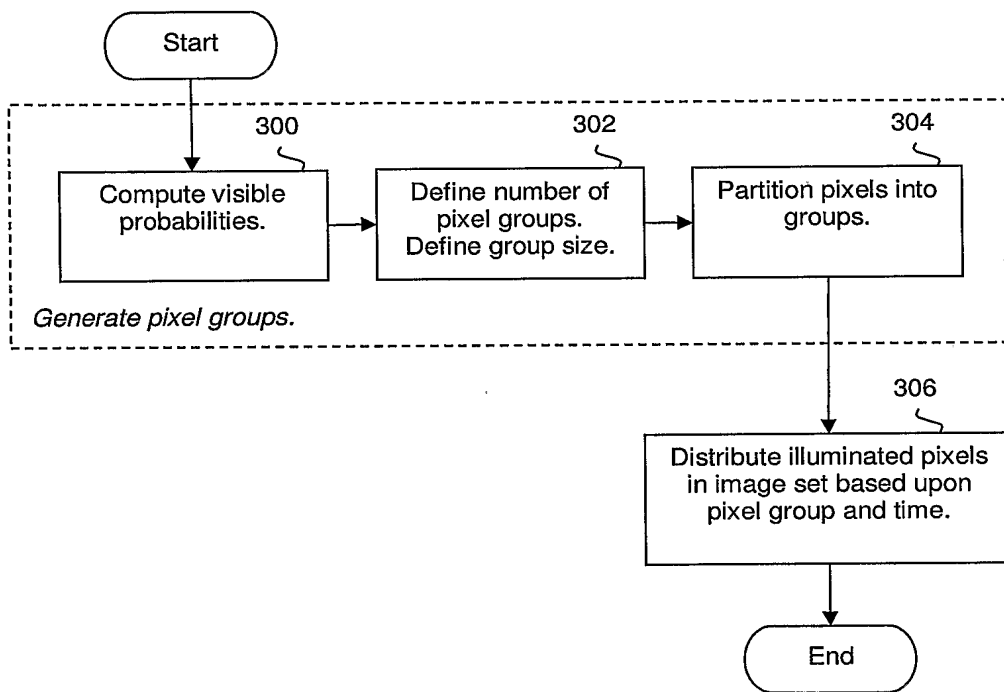 Start
300
302
304
Compute visible
probabilities.
Define number of
pixel groups.
Define group size.
Partition pixels into
groups.
Generate pixel groups.
306
Distribute illuminated pixels
in image set based upon
pixel group and time.
End